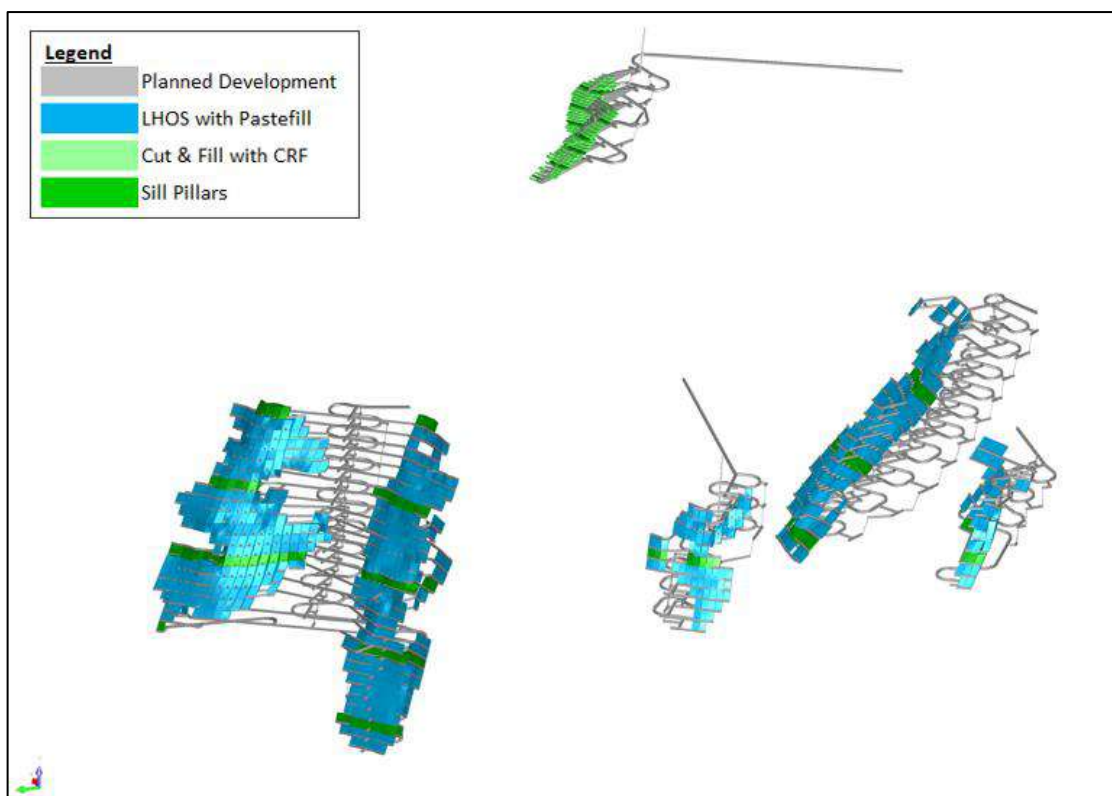 Legend
Planned Development
LHOS with Pastefill
Cut & Fill with CRF
Sill Pillars